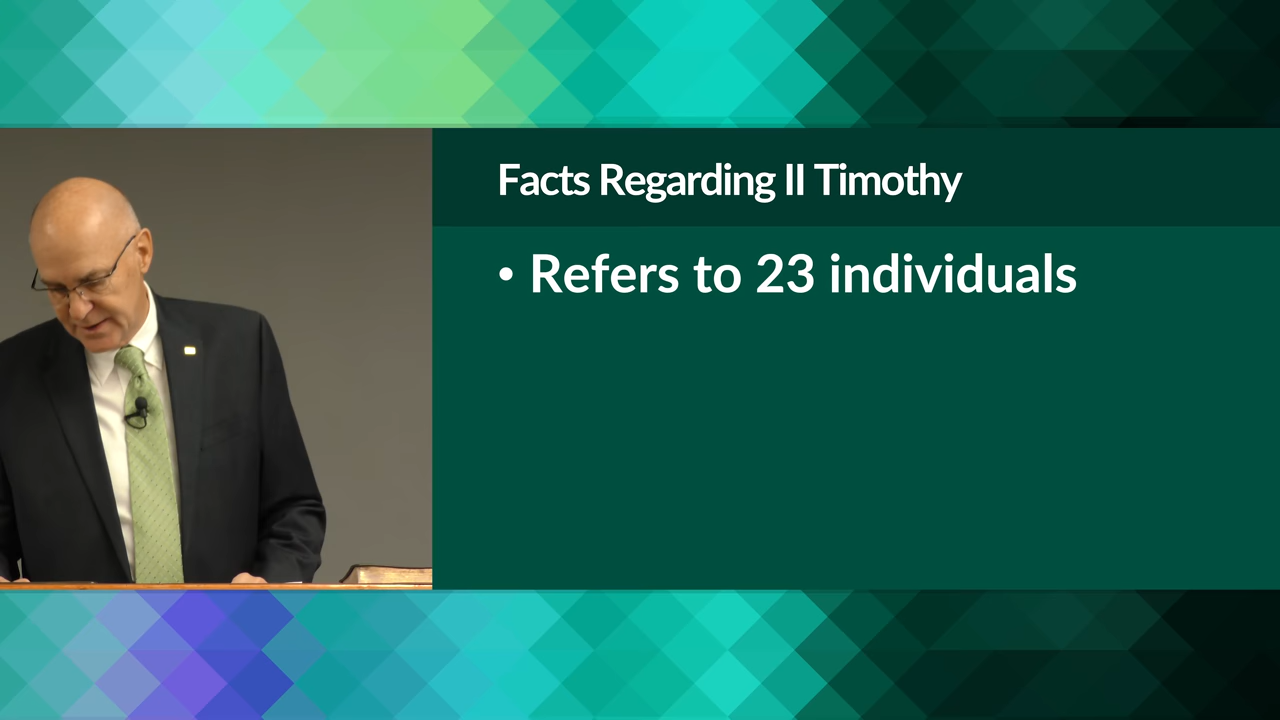 Facts Regarding II Timothy
• Refers to 23 individuals